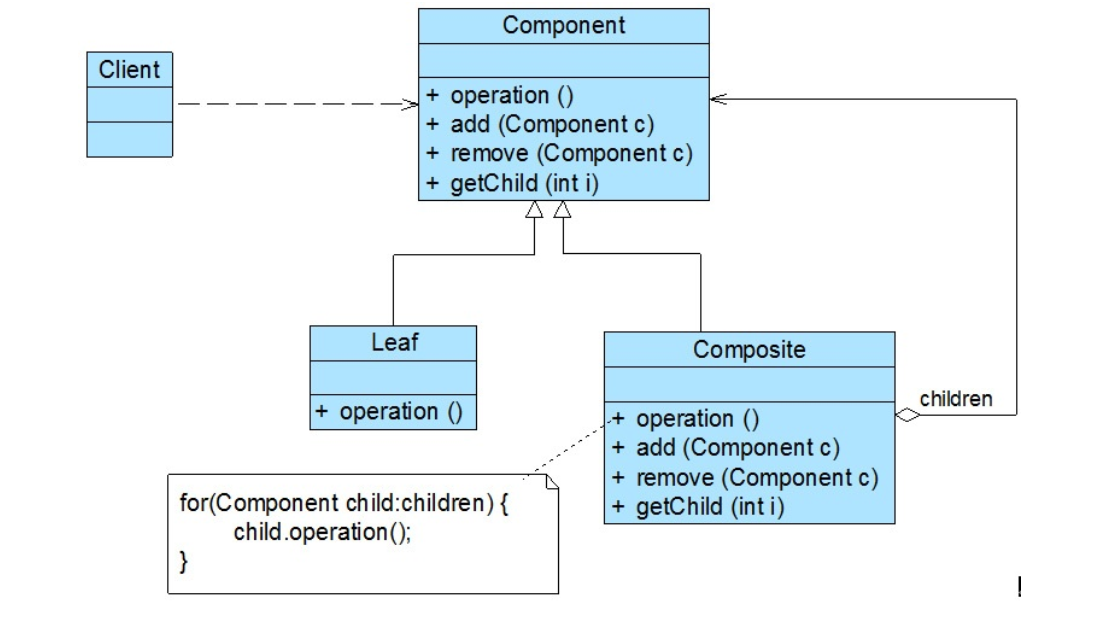 Component
Client
+ operation ()
+ add (Component c)
+ remove (Component c)
+ getChild (int i)
Leaf
+ operation ()
Composite
+ operation ()
+ add (Component c)
+ remove (Component c)
+ getChild (int i)
children
for(Component child:children) {
child.operation();
}
!